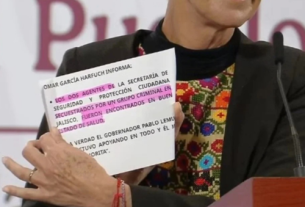 Pueblo
OMAR GARCÍA HARFUCH INFORMA:
• LOS DOS AGENTES DE LA SECRETARÍA DE
SEGURIDAD Y PROTECCIÓN CIUDADANA
SECUESTRADOS POR UN GRUPO CRIMINAL EN
JALISCO, FUERON ENCONTRADOS EN BUEN
ESTADO DE SALUD.
LA VERDAD EL GOBERNADOR PABLO LEMU
ESTUVO APOYANDO EN TODO Y EL